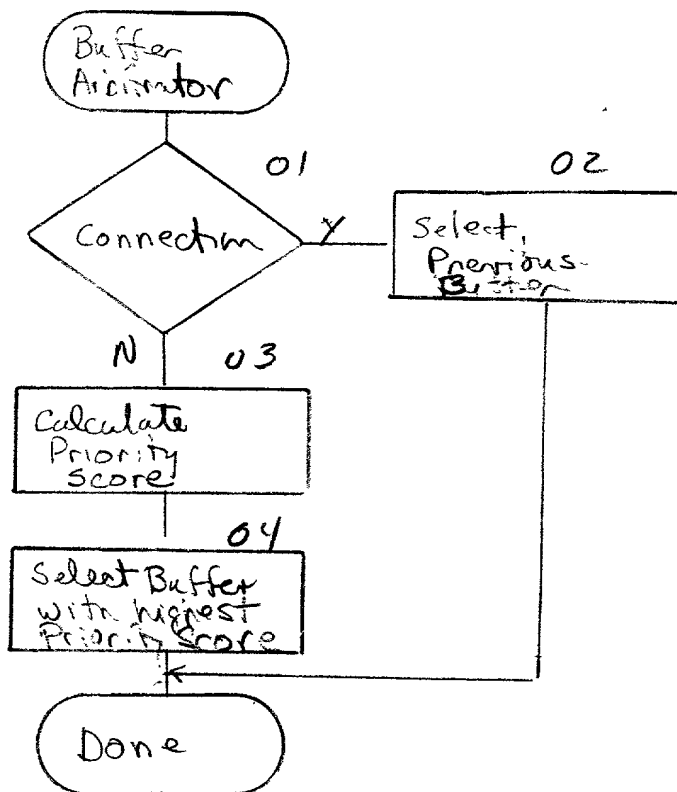 Buffer
Arbitrator
01
Connection
Y
02
Select
Previous
Buffer
N
03
Calculate
Priority
Score
04
Select Buffer
with highest
Priority Score
Done